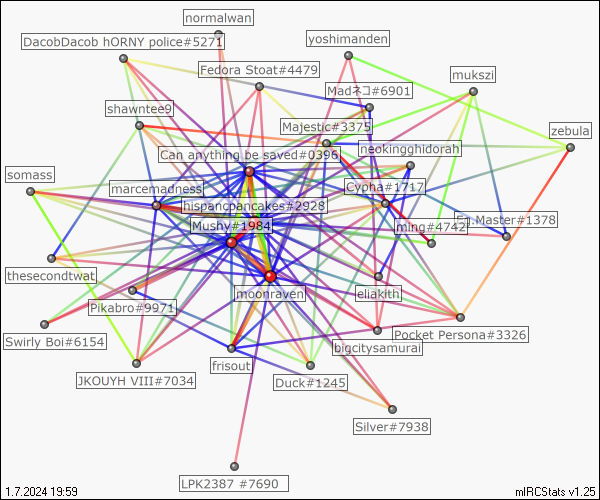 normalwan
DacobDacob hORNY police#5271
yoshimanden
Fedora Stoat#4479
mukszi
Madネコ#6901
shawntee9
Majestic#3375
zebula
Can anything be saved#0396
neokingghidorah
somass
marcemadness
Cypha#1717
hispancpancakes#2928
Mushy#1984
ming#4742
Master#1378
thesecondtwat
moonraven
eliakith
Pikabro#9971
Swirly Boi#6154
Pocket Persona#3326
bigcitysamurai
JKOUYH VIII#7034
frisout
Duck#1245
Silver#7938
LPK2387 #7690
1.7.2024 19:59
mIRCStats v1.25